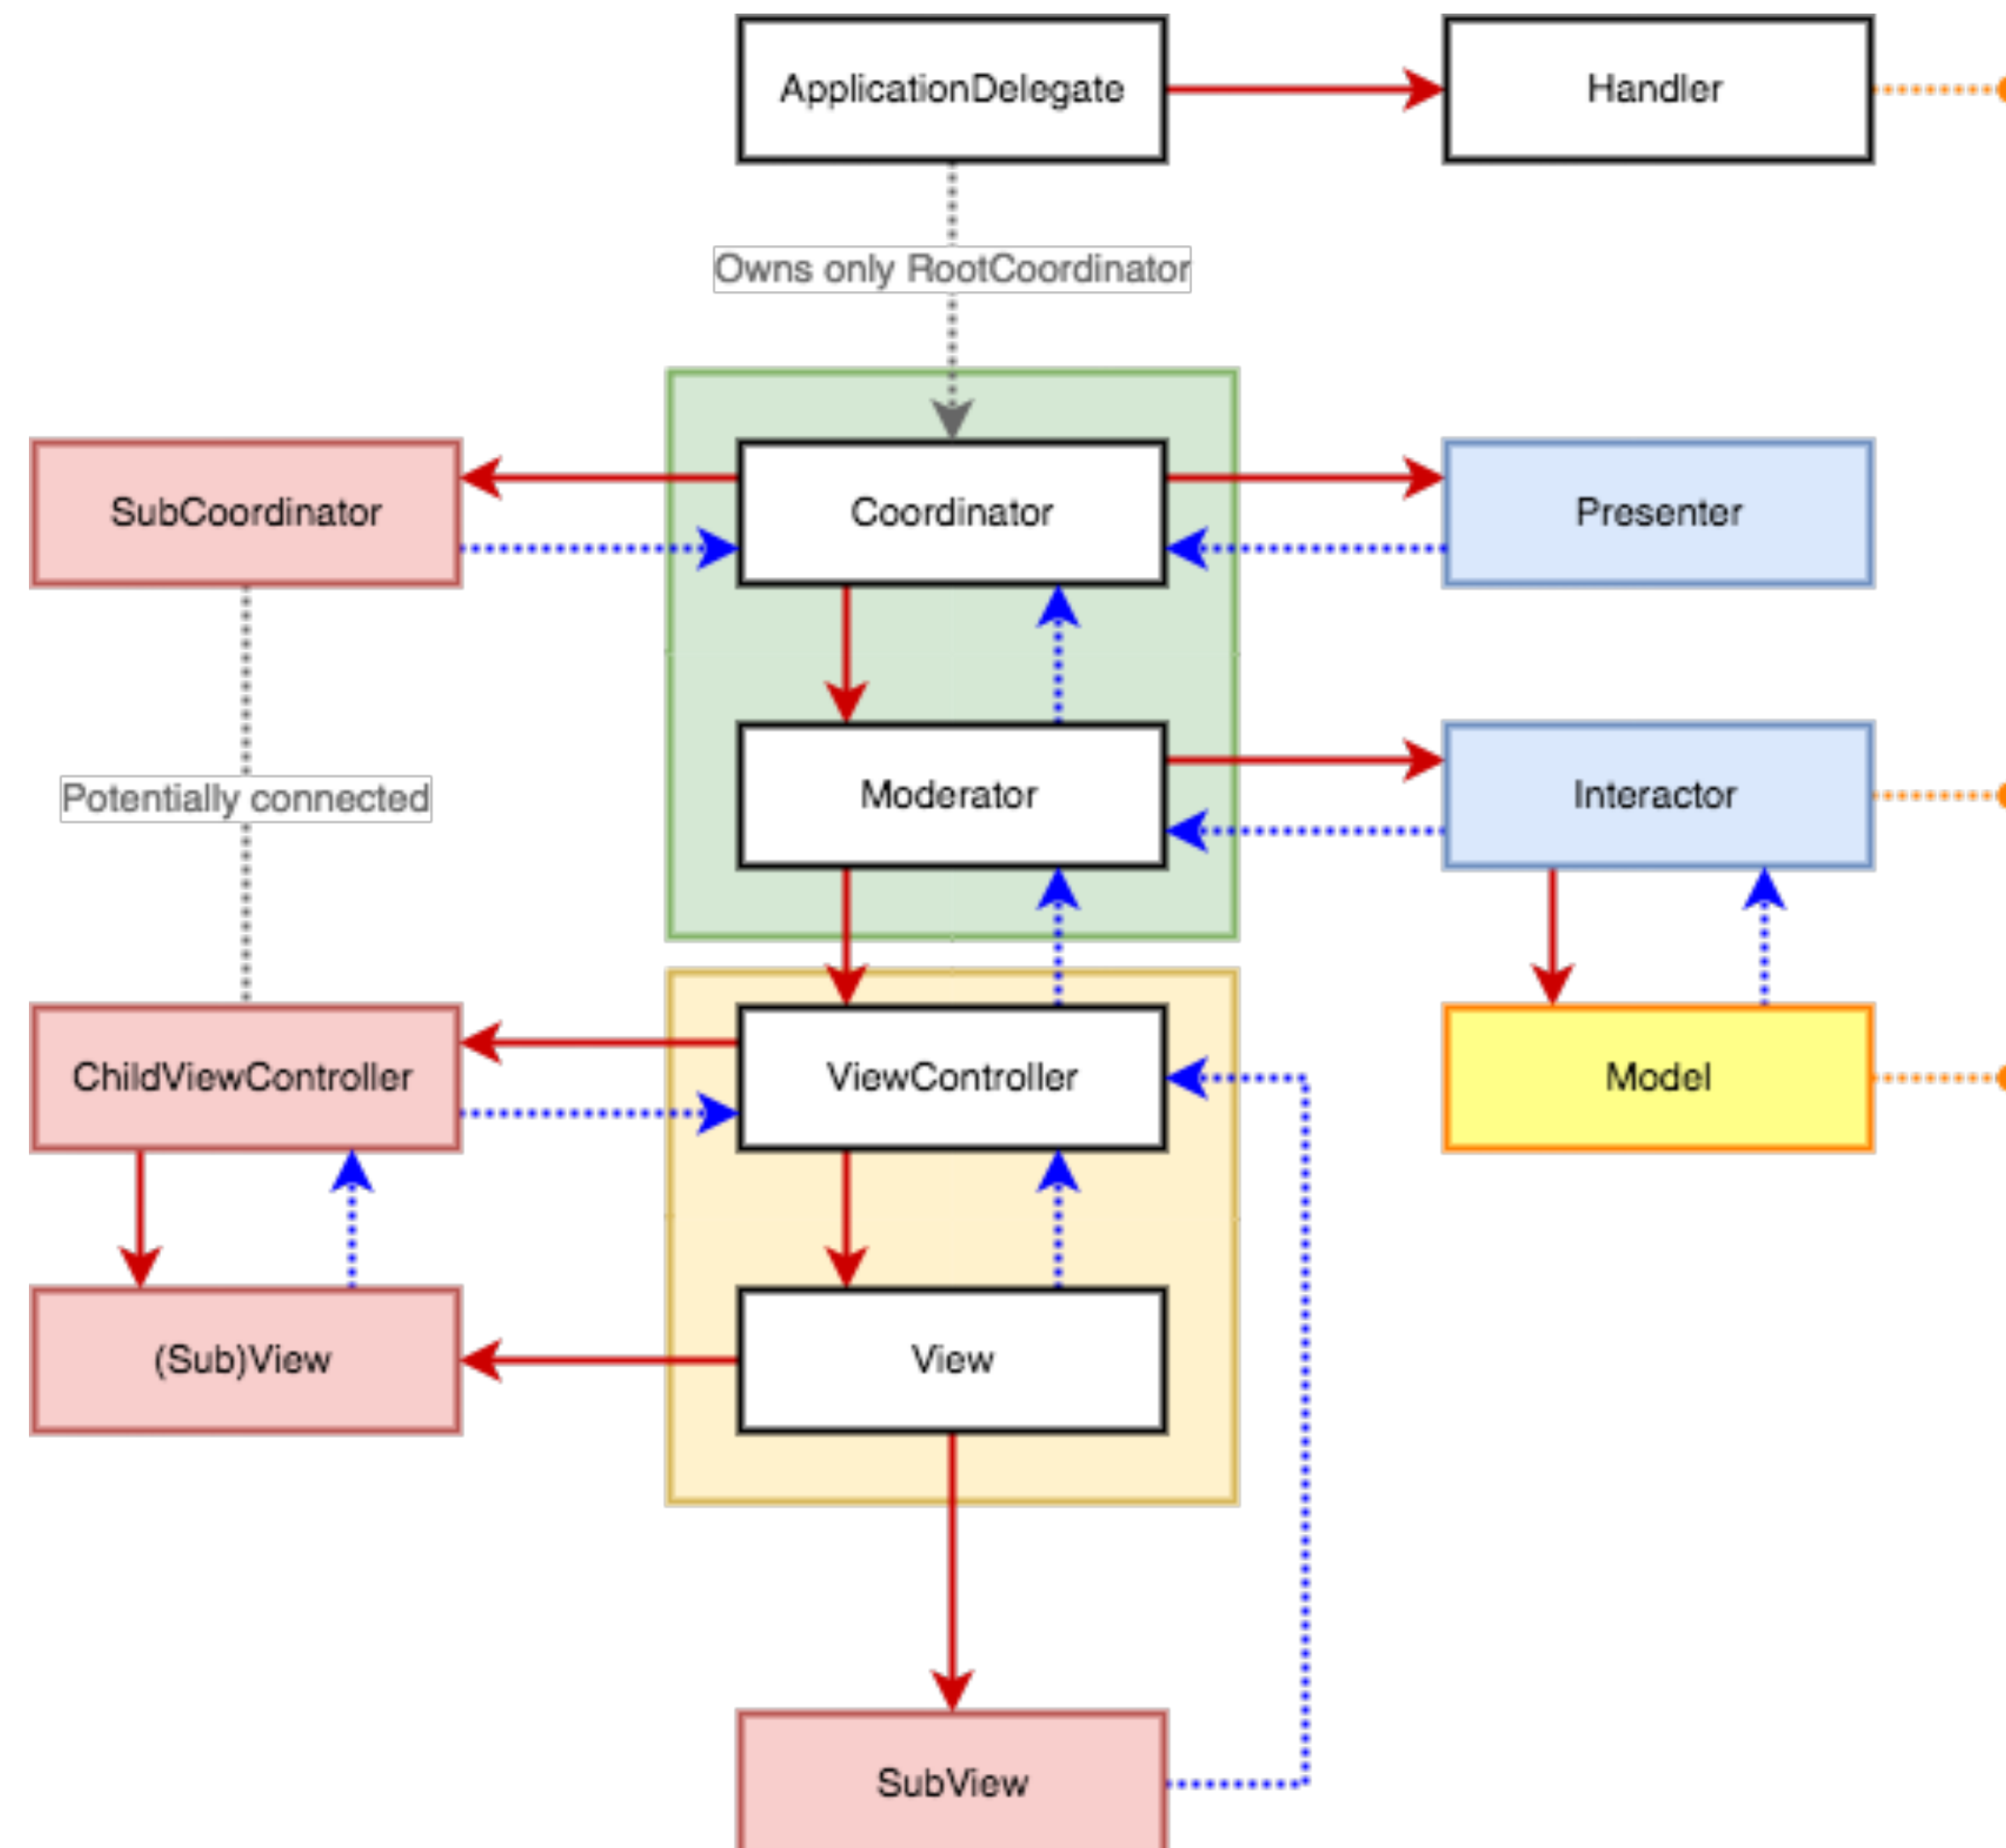 ApplicationDelegate
Handler
Owns only RootCoordinator
SubCoordinator
Coordinator
Presenter
Potentially connected
Moderator
Interactor
ChildViewController
ViewController
Model
(Sub)View
View
SubView